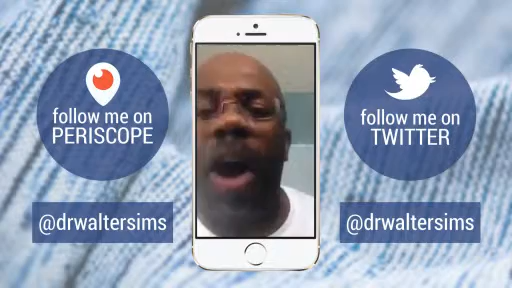 follow me on
PERISCOPE
@drwaltersims
follow me on
TWITTER
@drwaltersims